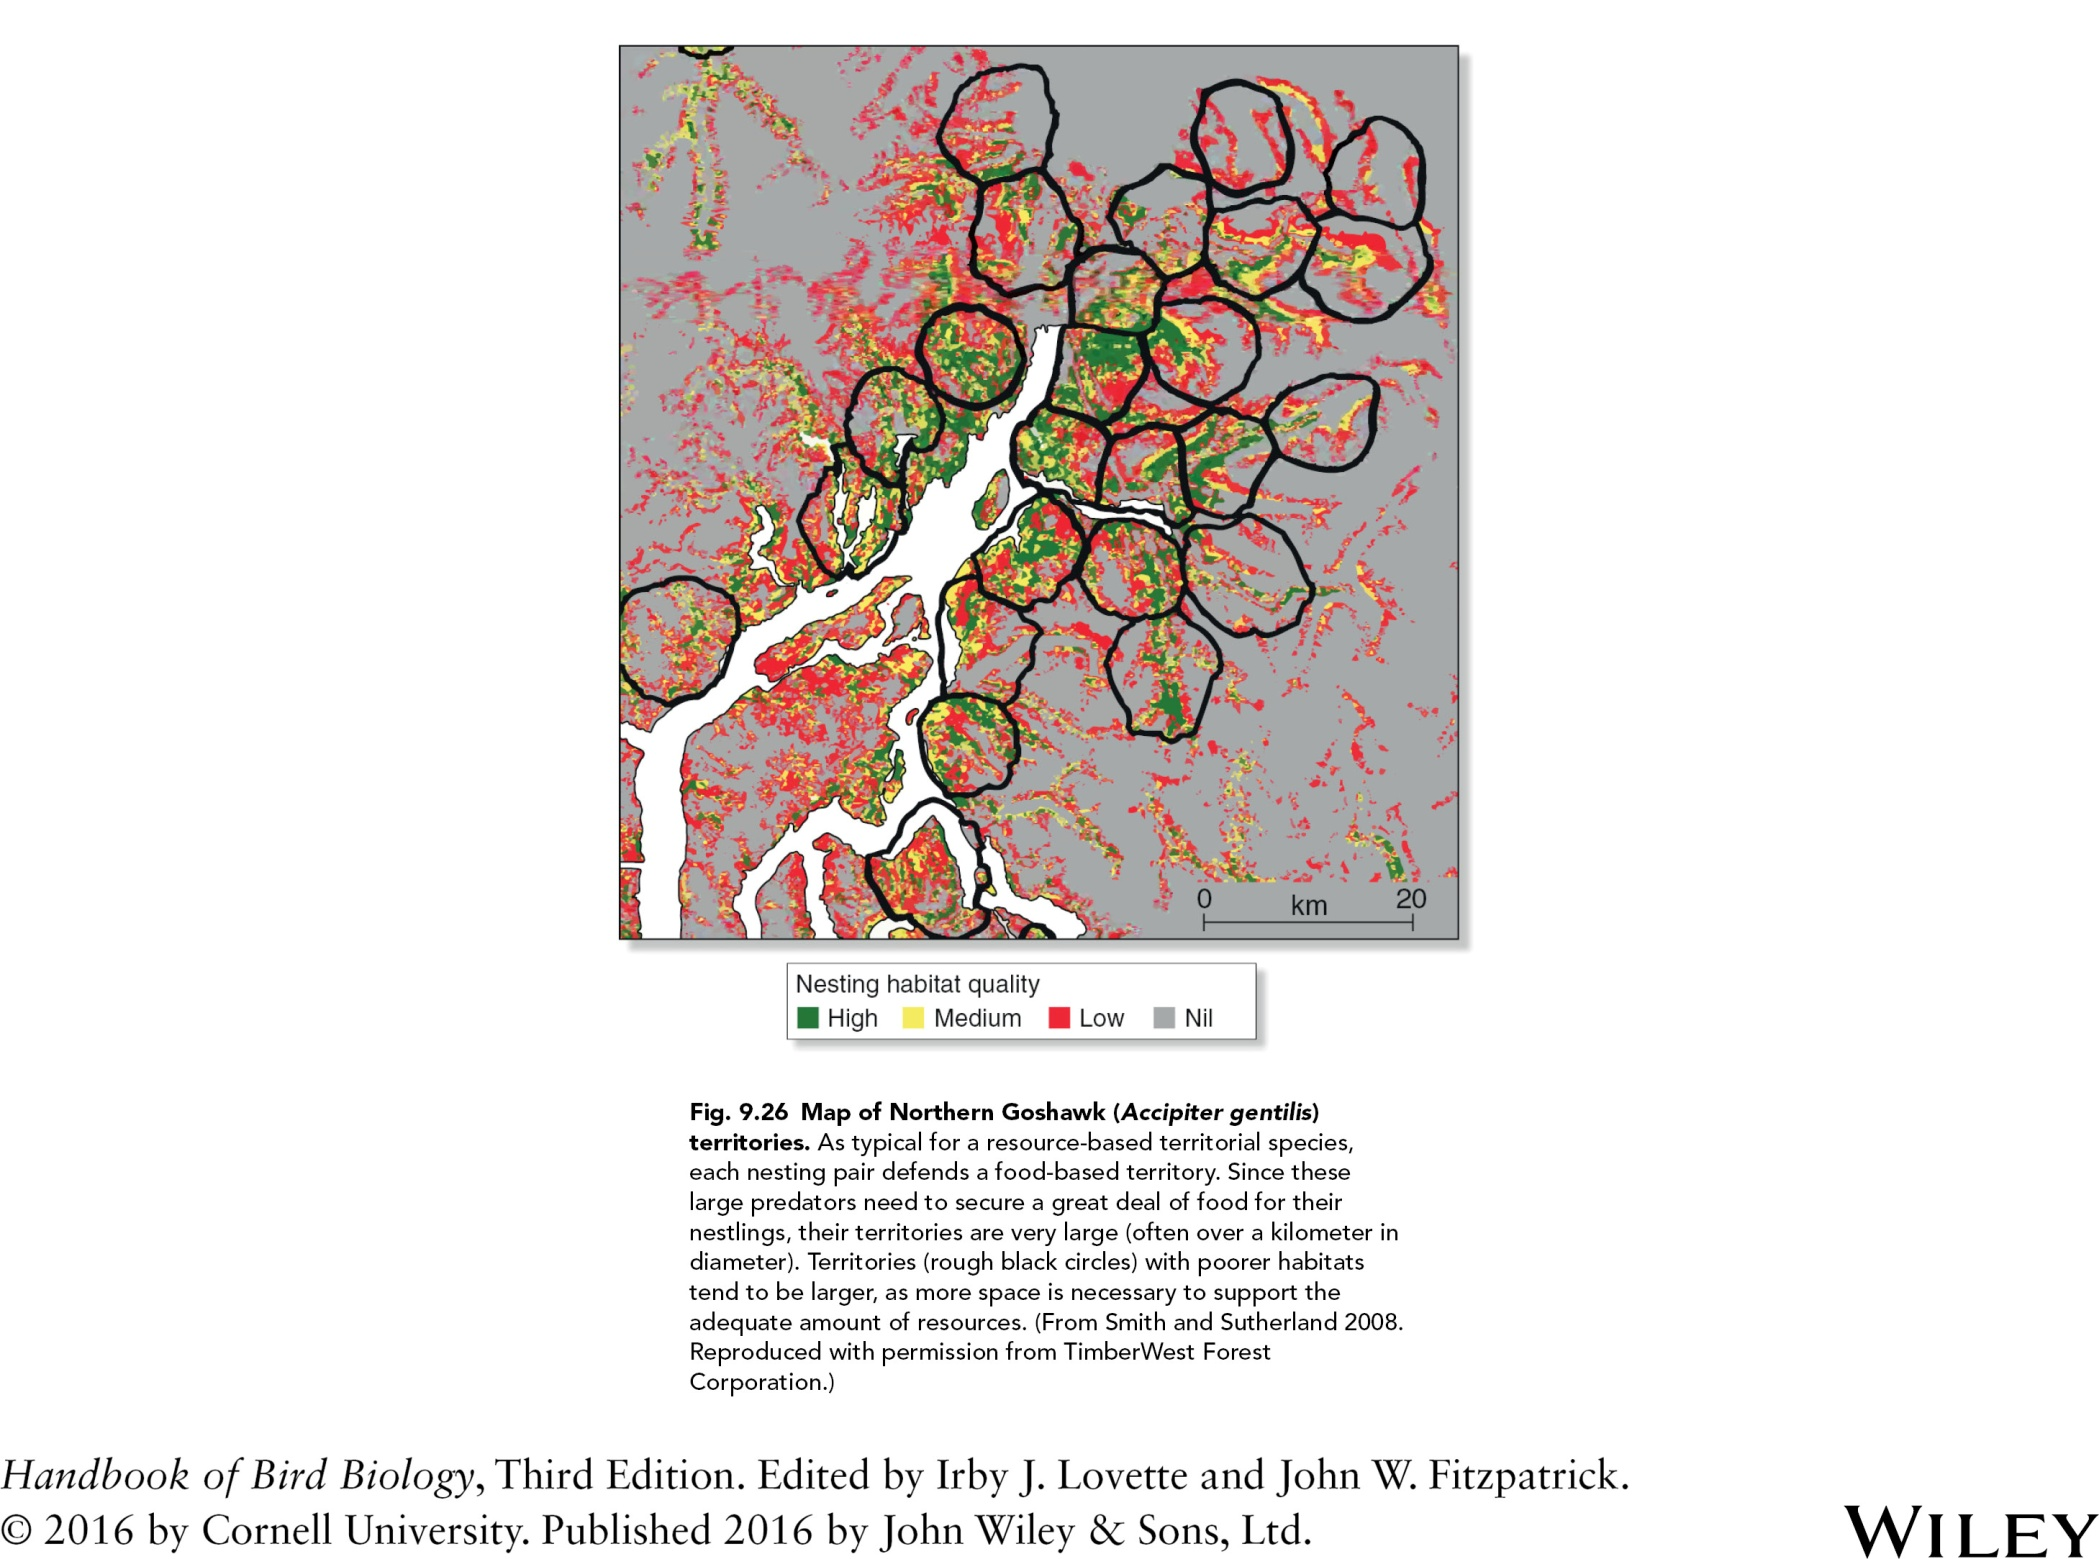 0 km 20
Nesting habitat quality
High Medium Low Nil
Fig. 9.26 Map of Northern Goshawk (Accipiter gentilis)
territories. As typical for a resource-based territorial species,
each nesting pair defends a food-based territory. Since these
large predators need to secure a great deal of food for their
nestlings, their territories are very large (often over a kilometer in
diameter). Territories (rough black circles) with poorer habitats
tend to be larger, as more space is necessary to support the
adequate amount of resources. (From Smith and Sutherland 2008.
Reproduced with permission from TimberWest Forest
Corporation.)
Handbook of Bird Biology, Third Edition. Edited by Irby J. Lovette and John W. Fitzpatrick.
© 2016 by Cornell University. Published 2016 by John Wiley & Sons, Ltd.
WILEY